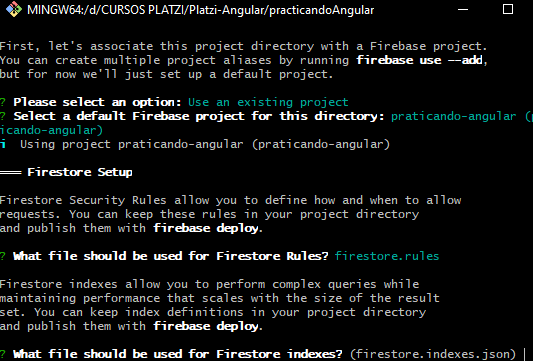 MINGW64:/d/CURSOS PLATZI/Platzi-Angular/practicandoAngular
First, let's associate this project directory with a Firebase project.
You can create multiple project aliases by running firebase use --add,
but for now we'll just set up a default project.
? Please select an option: Use an existing project
? Select a default Firebase project for this directory: praticando-angular (p
icando-angular)
i Using project praticando-angular (praticando-angular)
=== Firestore Setup
Firestore Security Rules allow you to define how and when to allow
requests. You can keep these rules in your project directory
and publish them with firebase deploy.
? What file should be used for Firestore Rules? firestore.rules
Firestore indexes allow you to perform complex queries while
maintaining performance that scales with the size of the result
set. You can keep index definitions in your project directory
and publish them with firebase deploy.
? What file should be used for Firestore indexes? (firestore.indexes.json)